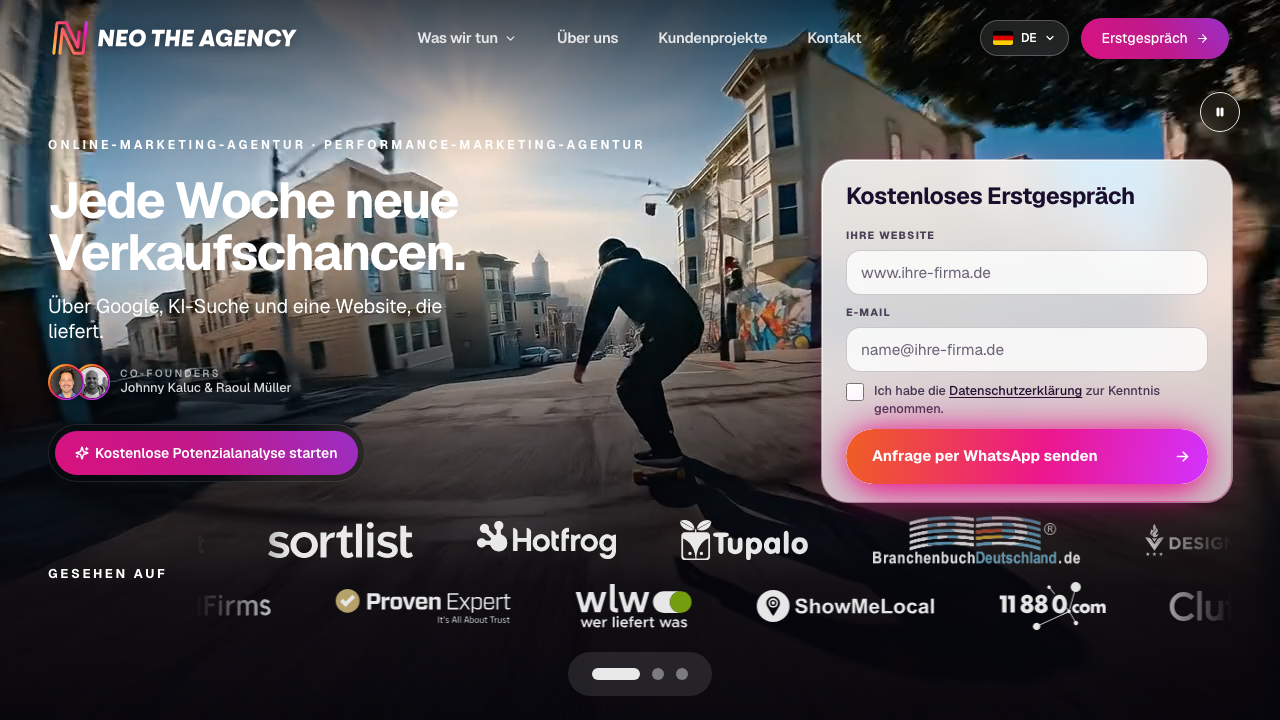 NEO THE AGENCY
Was wir tun
Über uns
Kundenprojekte
Kontakt
DE
Erstgespräch
ONLINE-MARKETING-AGENTUR · PERFORMANCE-MARKETING-AGENTUR
Jede Woche neue
Verkaufschancen.
Über Google, KI-Suche und eine Website, die
liefert.
CO-FOUNDERS
Johnny Kaluc & Raoul Müller
Kostenlose Potenzialanalyse starten
Kostenloses Erstgespräch
IHRE WEBSITE
www.ihre-firma.de
E-MAIL
name@ihre-firma.de
Ich habe die Datenschutzerklärung zur Kenntnis
genommen.
Anfrage per WhatsApp senden
GESEHEN AUF
sortlist
Hotfrog
Tupalo
BranchenbuchDeutschland.de
®
Firms
Proven Expert
It's All About Trust
wlw
wer liefert was
ShowMeLocal
11880.com